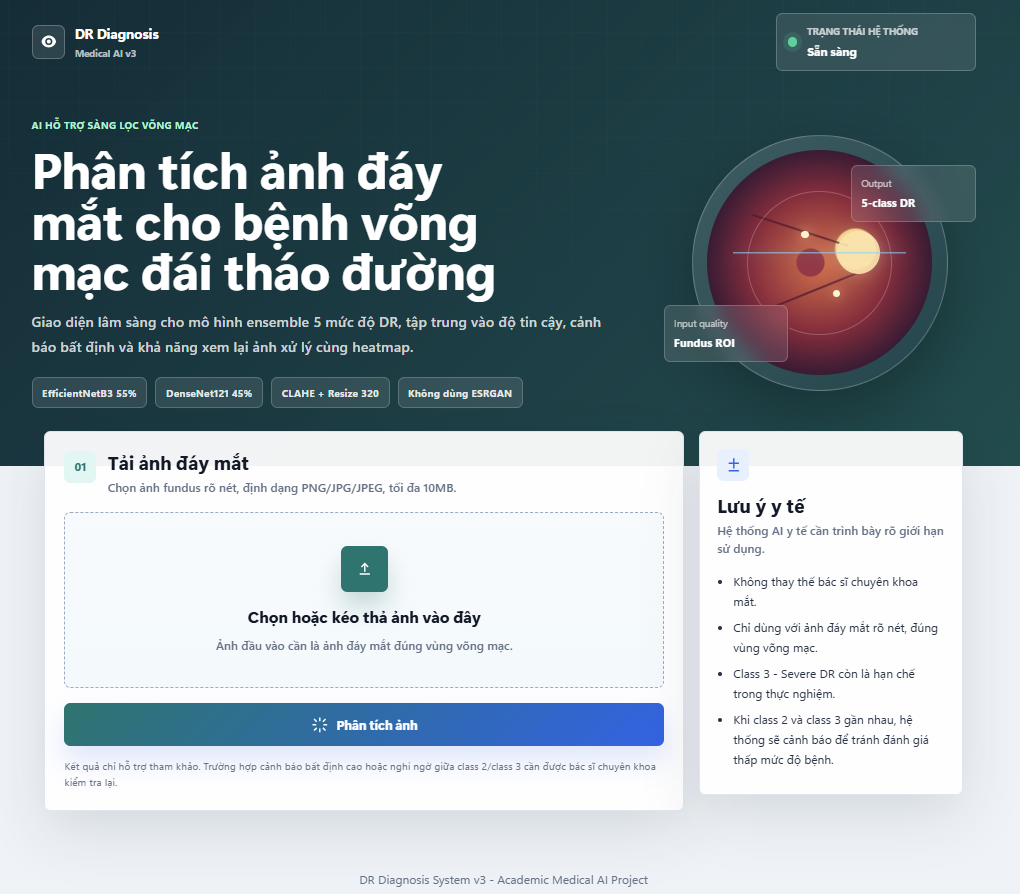 DR Diagnosis
Medical AI v3
TRẠNG THÁI HỆ THỐNG
Sẵn sàng
AI HỖ TRỢ SÀNG LỌC VÕNG MẠC
Phân tích ảnh đáy
mắt cho bệnh võng
mạc đái tháo đường
Giao diện lâm sàng cho mô hình ensemble 5 mức độ DR, tập trung vào độ tin cậy, cảnh
báo bất định và khả năng xem lại ảnh xử lý cùng heatmap.
EfficientNetB3 55%
DenseNet121 45%
CLAHE + Resize 320
Không dùng ESRGAN
Output
5-class DR
Input quality
Fundus ROI
01
Tải ảnh đáy mắt
Chọn ảnh fundus rõ nét, định dạng PNG/JPG/JPEG, tối đa 10MB.
Chọn hoặc kéo thả ảnh vào đây
Ảnh đầu vào cần là ảnh đáy mắt đúng vùng võng mạc.
Phân tích ảnh
Kết quả chỉ hỗ trợ tham khảo. Trường hợp cảnh báo bất định cao hoặc nghi ngờ giữa class 2/class 3 cần được bác sĩ chuyên khoa
kiểm tra lại.
Lưu ý y tế
Hệ thống AI y tế cần trình bày rõ giới hạn
sử dụng.
Không thay thế bác sĩ chuyên khoa
mắt.
Chỉ dùng với ảnh đáy mắt rõ nét, đúng
vùng võng mạc.
Class 3 - Severe DR còn là hạn chế
trong thực nghiệm.
Khi class 2 và class 3 gần nhau, hệ
thống sẽ cảnh báo để tránh đánh giá
thấp mức độ bệnh.
DR Diagnosis System v3 - Academic Medical AI Project